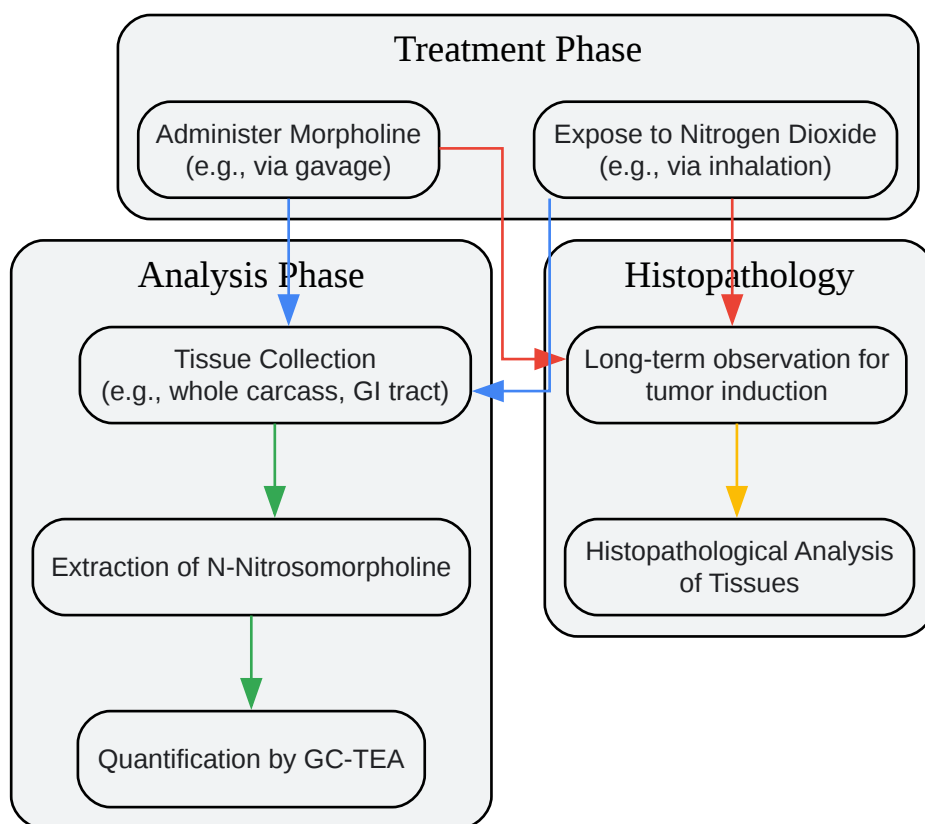 Treatment Phase
Administer Morpholine
(e.g., via gavage)
Expose to Nitrogen Dioxide
(e.g., via inhalation)
Analysis Phase
Tissue Collection
(e.g., whole carcass, GI tract)
Extraction of N-Nitrosomorpholine
Quantification by GC-TEA
Histopathology
Long-term observation for
tumor induction
Histopathological Analysis
of Tissues